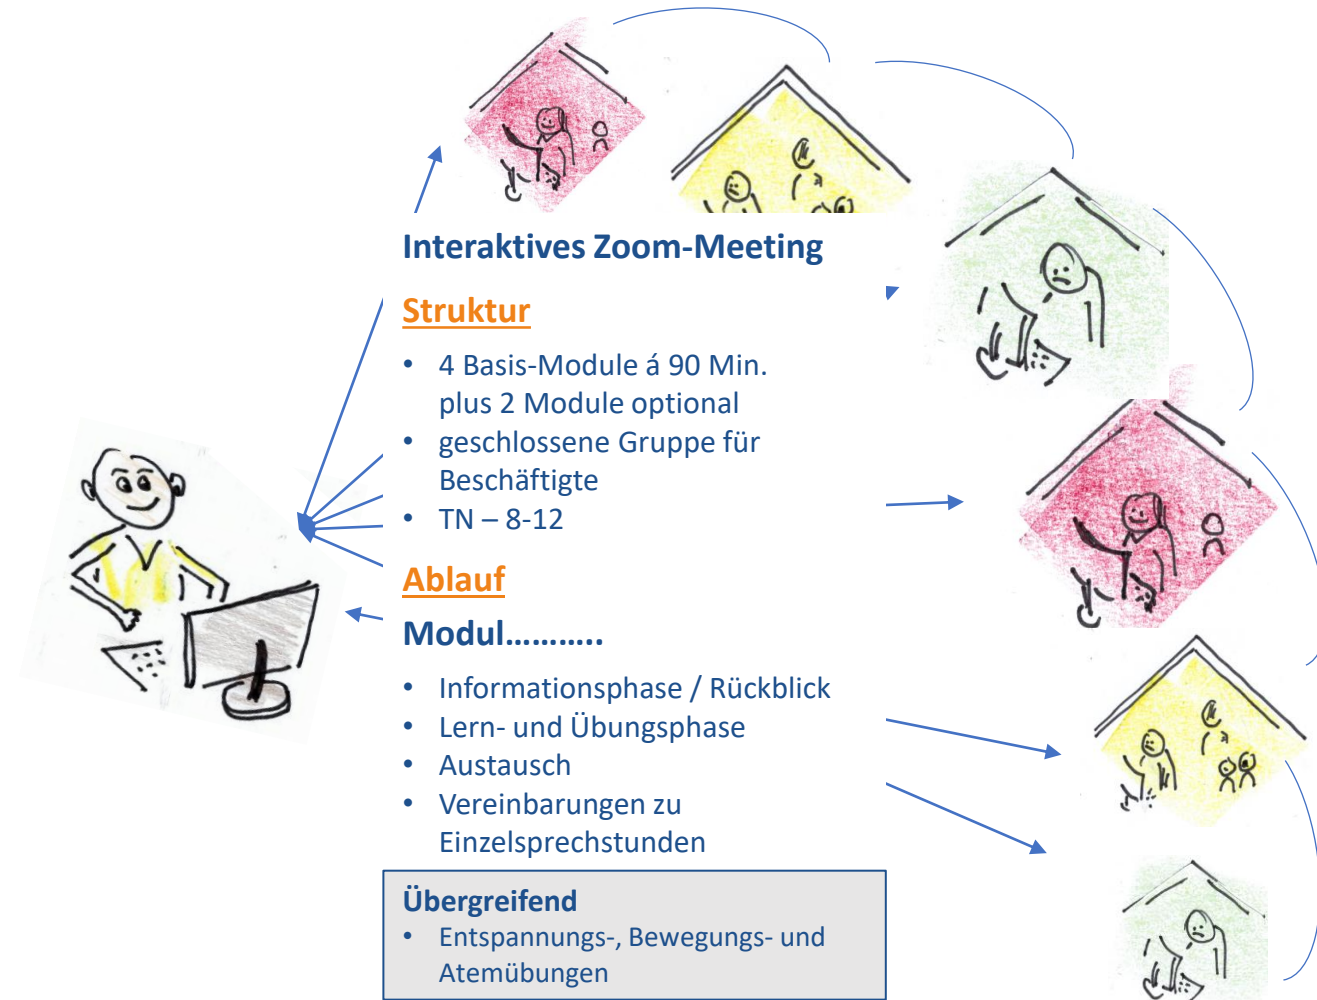 Interaktives Zoom-Meeting
Struktur
• 4 Basis-Module á 90 Min.
plus 2 Module optional
• geschlossene Gruppe für
Beschäftigte
• TN – 8-12
Ablauf
Modul...........
• Informationsphase / Rückblick
• Lern- und Übungsphase
• Austausch
• Vereinbarungen zu
Einzelsprechstunden
Übergreifend
• Entspannungs-, Bewegungs- und
Atemübungen